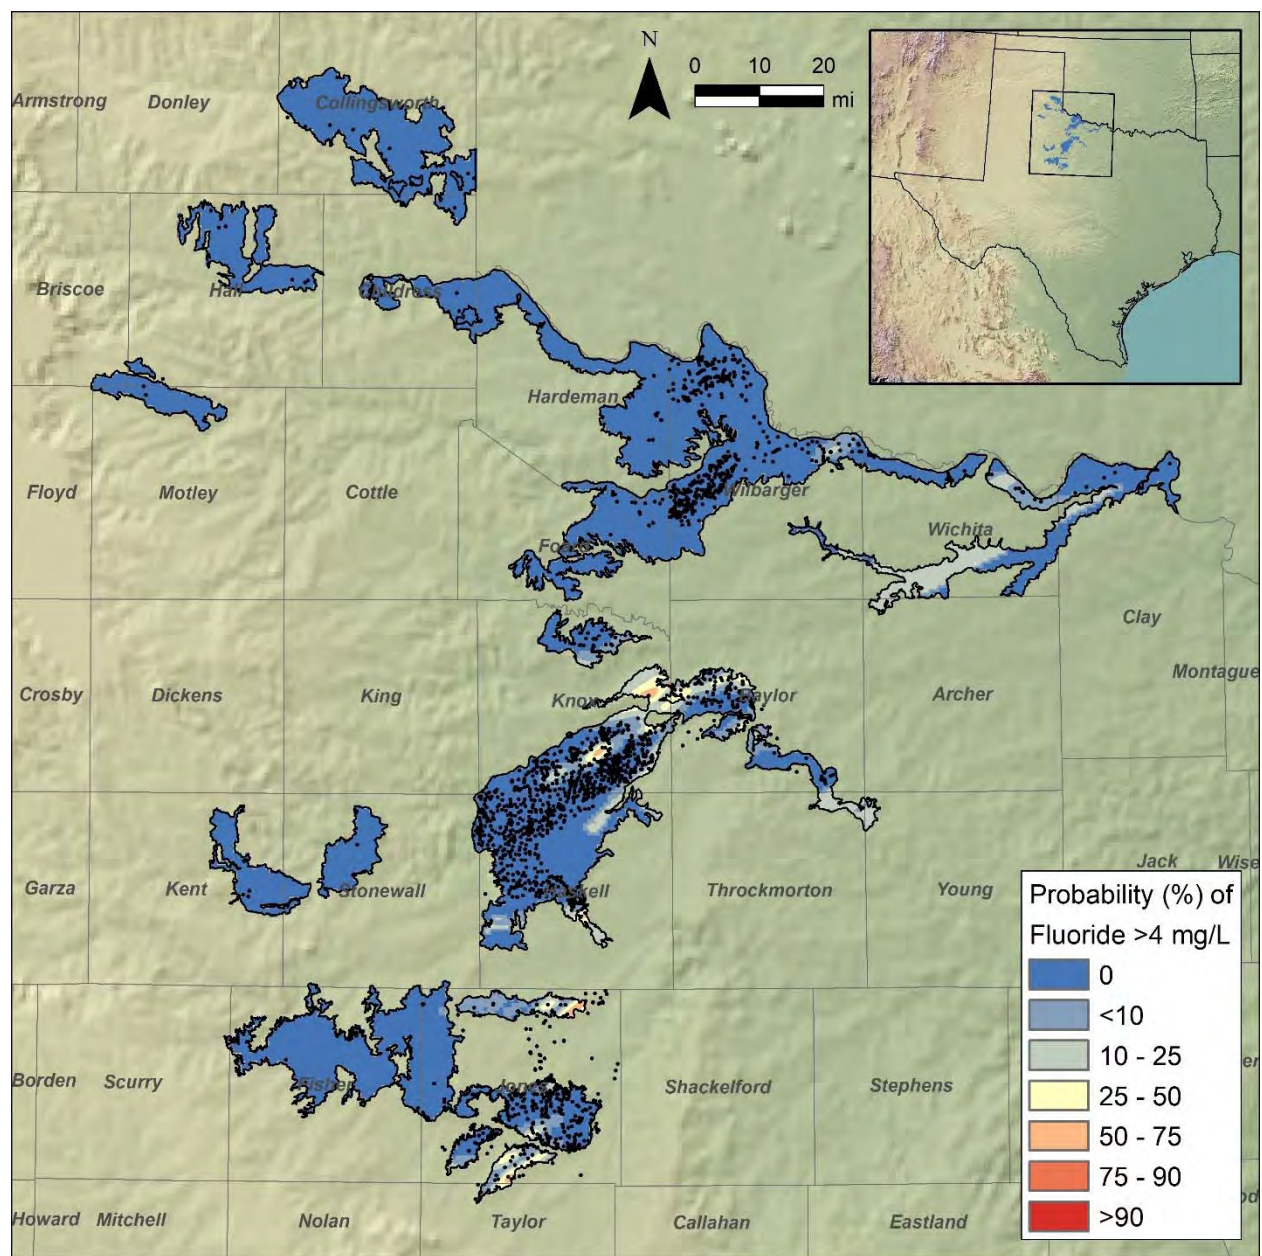 N
0 10 20
mi
Armstrong Donley Collingsworth
Briscoe Hall Childress
Hardeman
Floyd Motley Cottle Wilbarger
Foard Wichita
Clay
Montague
Crosby Dickens King Knox Baylor Archer
Jack Wise
Garza Kent Stonewall Haskell Throckmorton Young
Borden Scurry Fisher Jones Shackelford Stephens
Howard Mitchell Nolan Taylor Callahan Eastland
Probability (%) of
Fluoride >4 mg/L
0
<10
10 - 25
25 - 50
50 - 75
75 - 90
>90